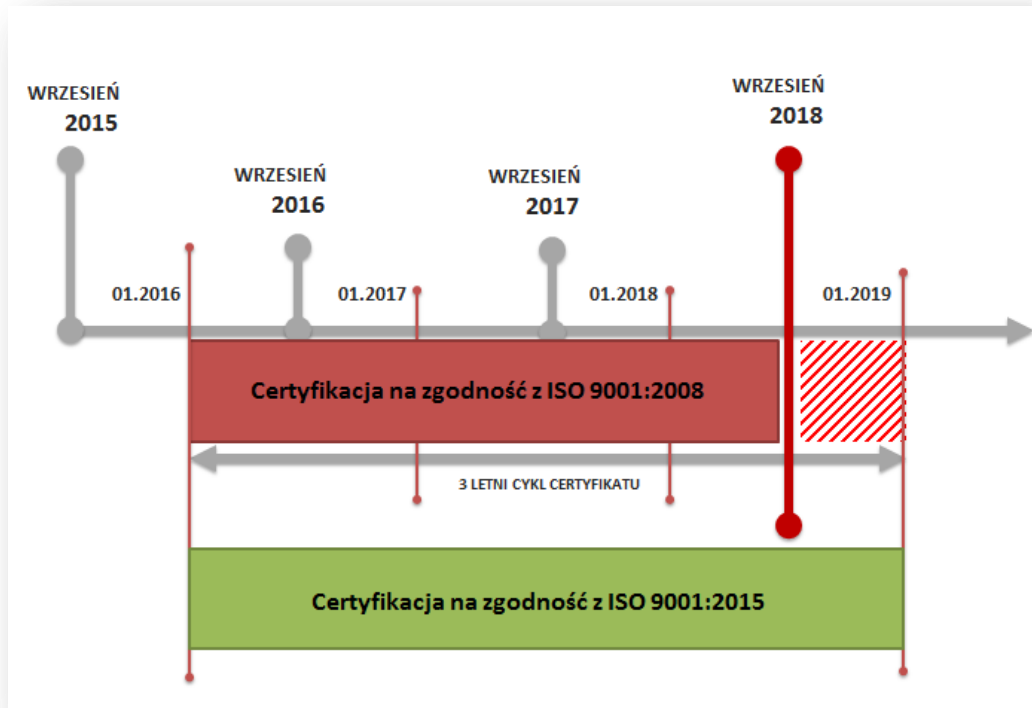 WRZESIEŃ
2015
WRZESIEŃ
2016
WRZESIEŃ
2017
WRZESIEŃ
2018
01.2016
01.2017
01.2018
01.2019
Certyfikacja na zgodność z ISO 9001:2008
3 LETNI CYKL CERTYFIKATU
Certyfikacja na zgodność z ISO 9001:2015